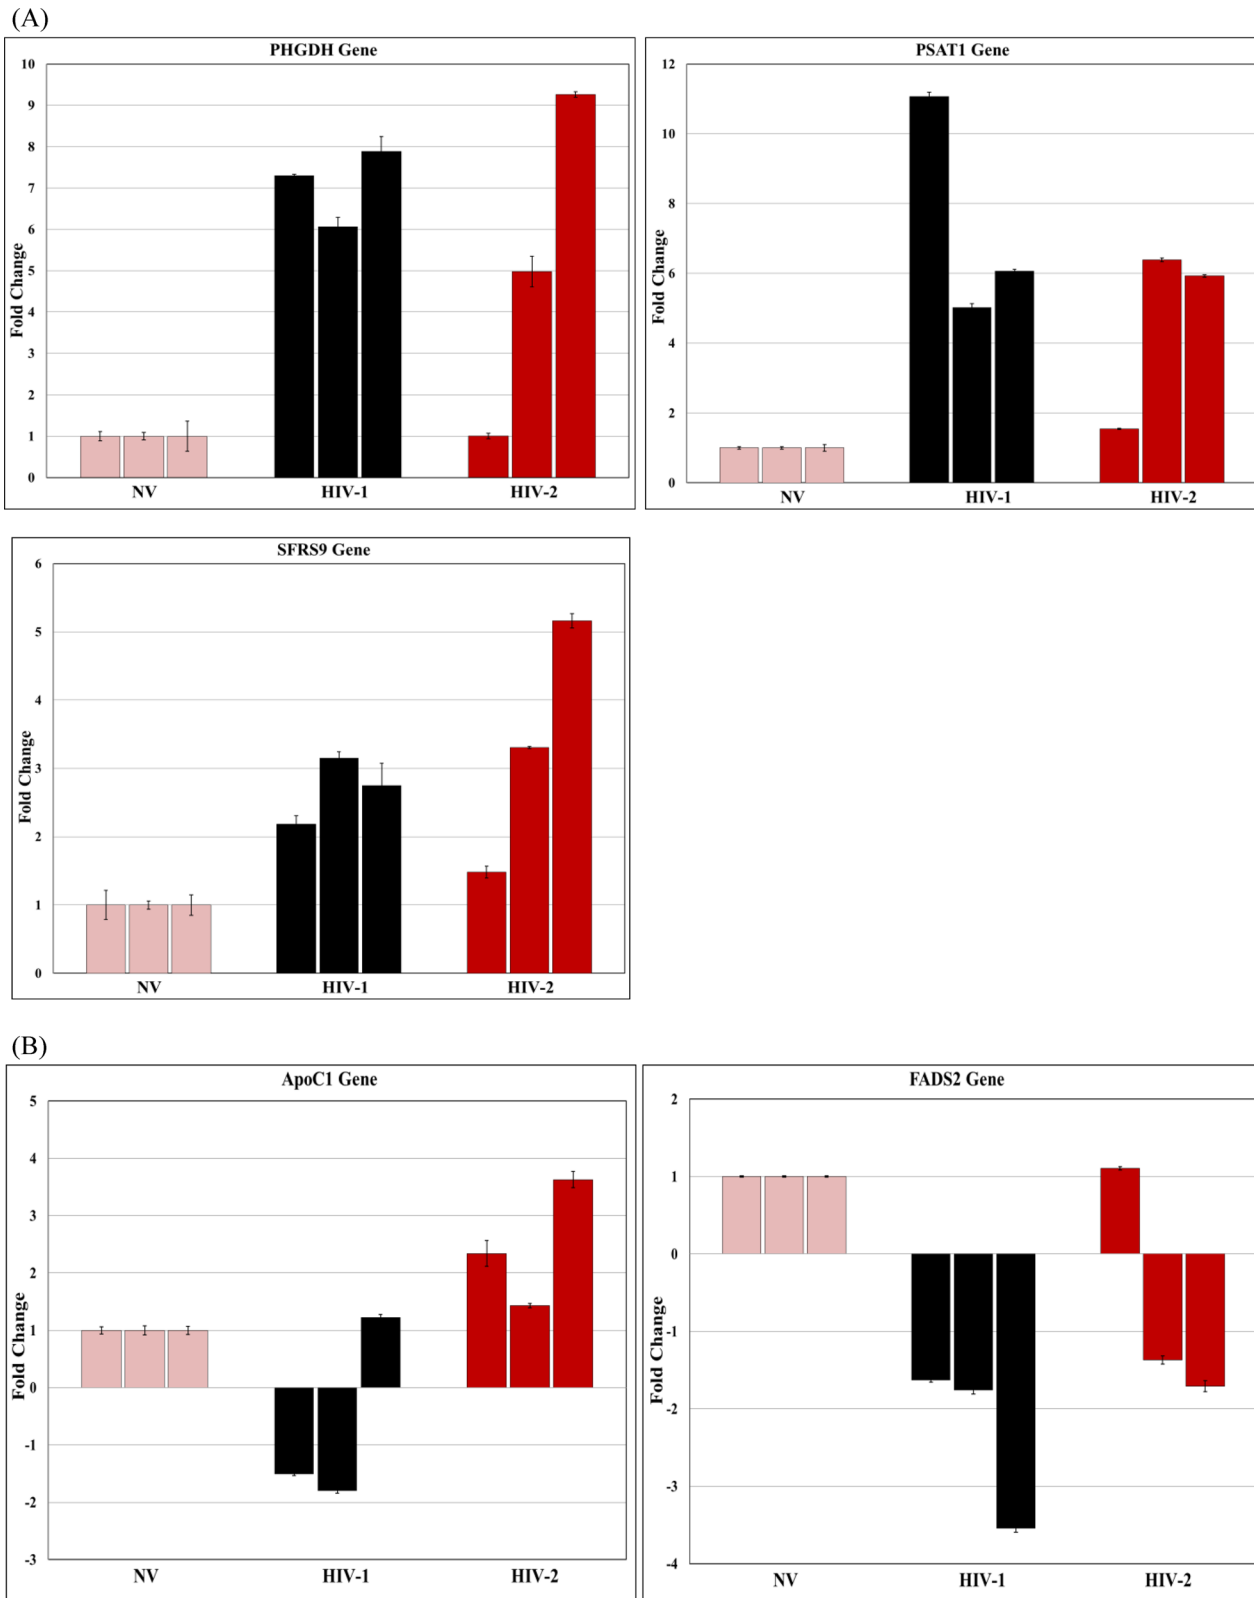 (A)
PHGDH Gene
Fold Change
10
9
8
7
6
5
4
3
2
1
0
NV HIV-1 HIV-2
PSAT1 Gene
Fold Change
12
10
8
6
4
2
0
NV HIV-1 HIV-2
SFRS9 Gene
Fold Change
6
5
4
3
2
1
0
NV HIV-1 HIV-2
(B)
ApoC1 Gene
Fold Change
5
4
3
2
1
0
-1
-2
-3
NV HIV-1 HIV-2
FADS2 Gene
Fold Change
2
1
0
-1
-2
-3
-4
NV HIV-1 HIV-2